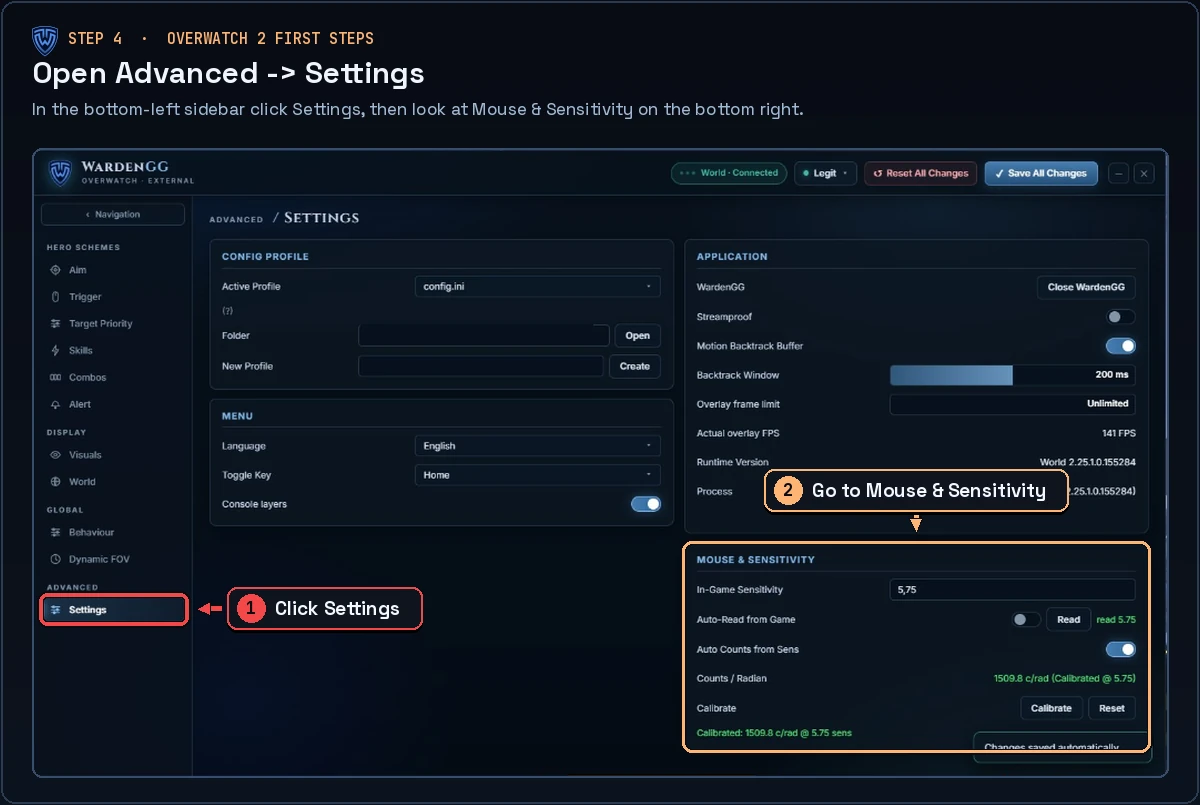 STEP 4 · OVERWATCH 2 FIRST STEPS
Open Advanced -> Settings
In the bottom-left sidebar click Settings, then look at Mouse & Sensitivity on the bottom right.
WARDENGG
OVERWATCH · EXTERNAL
World · Connected
Legit
Reset All Changes
Save All Changes
‹ Navigation
HERO SCHEMES
Aim
Trigger
Target Priority
Skills
Combos
Alert
DISPLAY
Visuals
World
GLOBAL
Behaviour
Dynamic FOV
ADVANCED
Settings
1 Click Settings
ADVANCED / SETTINGS
CONFIG PROFILE
Active Profile config.ini
(?)
Folder Open
New Profile Create
MENU
Language English
Toggle Key Home
Console layers
APPLICATION
WardenGG Close WardenGG
Streamproof
Motion Backtrack Buffer
Backtrack Window 200 ms
Overlay frame limit Unlimited
Actual overlay FPS 141 FPS
Runtime Version World 2.25.1.0.155284
Process 2.25.1.0.155284)
2 Go to Mouse & Sensitivity
MOUSE & SENSITIVITY
In-Game Sensitivity 5,75
Auto-Read from Game Read read 5.75
Auto Counts from Sens
Counts / Radian 1509.8 c/rad (Calibrated @ 5.75)
Calibrate Calibrate Reset
Calibrated: 1509.8 c/rad @ 5.75 sens
Changes saved automatically